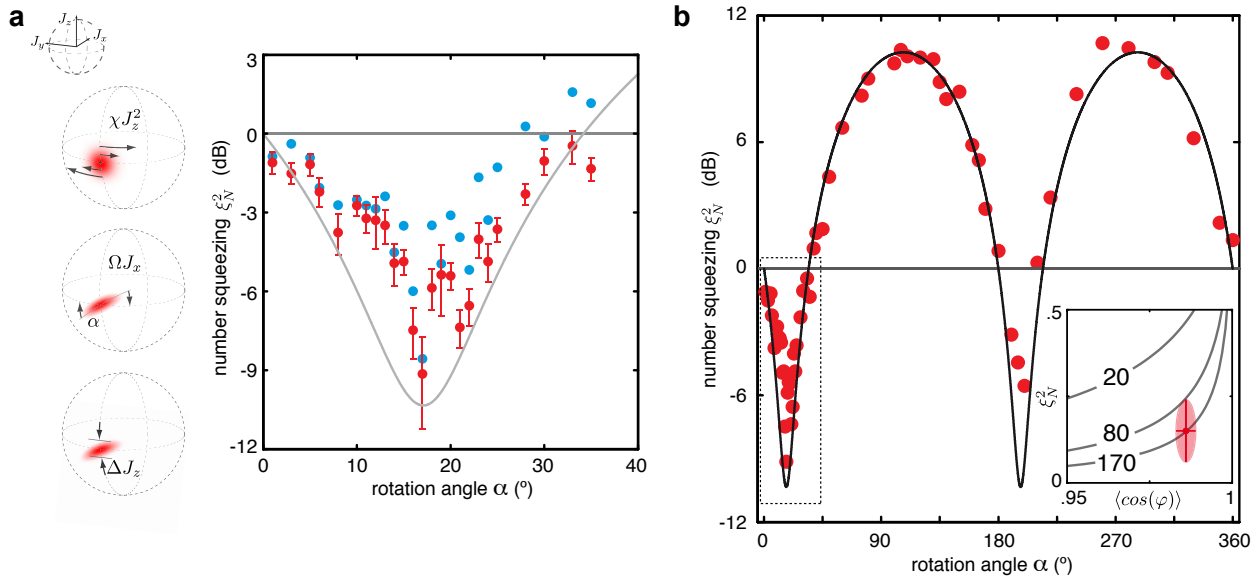 a
J_z
J_y
J_x
χJ_z^2
ΩJ_x
α
ΔJ_z
number squeezing ξ_N^2 (dB)
3
0
-3
-6
-9
-12
0
10
20
30
40
rotation angle α (º)
b
number squeezing ξ_N^2 (dB)
12
6
0
-6
-12
0
90
180
270
360
rotation angle α (º)
.5
ξ_N^2
0
20
80
170
.95
⟨cos(φ)⟩
1